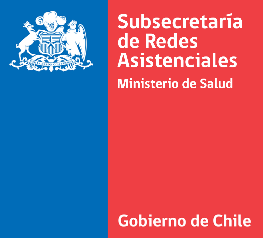 Subsecretaría
de Redes
Asistenciales
Ministerio de Salud
Gobierno de Chile